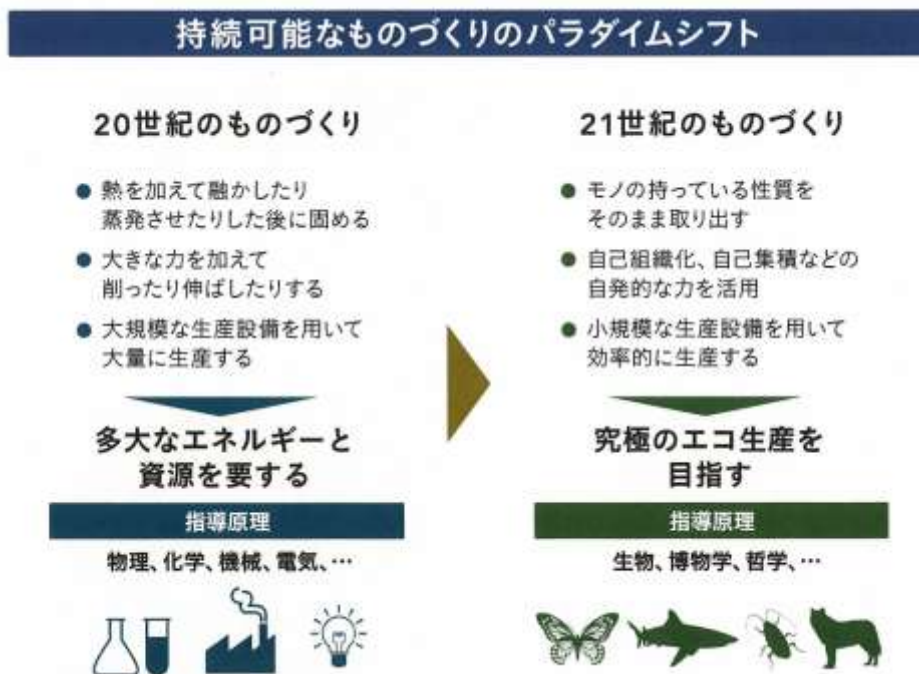 持続可能なものづくりのパラダイムシフト
20世紀のものづくり
● 熱を加えて融かしたり
蒸発させたりした後に固める
● 大きな力を加えて
削ったり伸ばしたりする
● 大規模な生産設備を用いて
大量に生産する
多大なエネルギーと
資源を要する
指導原理
物理、化学、機械、電気、…
21世紀のものづくり
● モノの持っている性質を
そのまま取り出す
● 自己組織化、自己集積などの
自発的な力を活用
● 小規模な生産設備を用いて
効率的に生産する
究極のエコ生産を
目指す
指導原理
生物、博物学、哲学、…